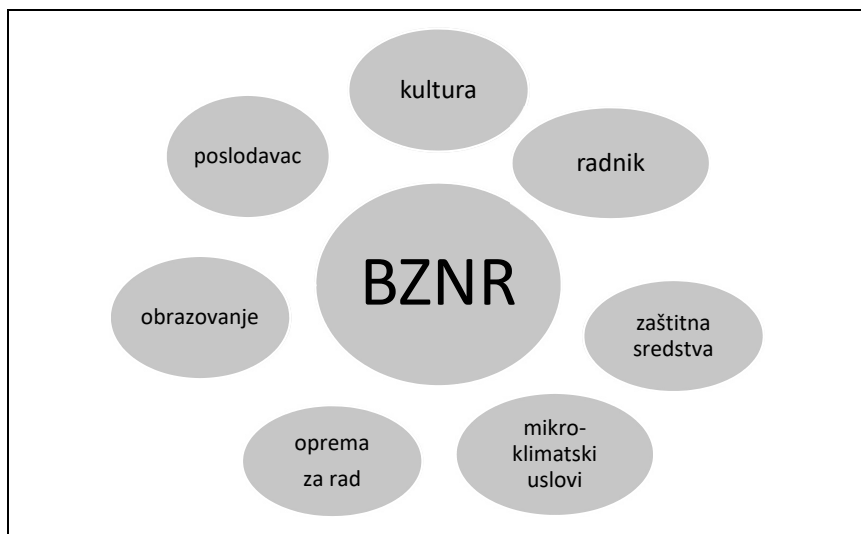 kultura
poslodavac
radnik
BZNR
obrazovanje
zaštitna
sredstva
oprema
za rad
mikro-
klimatski
uslovi